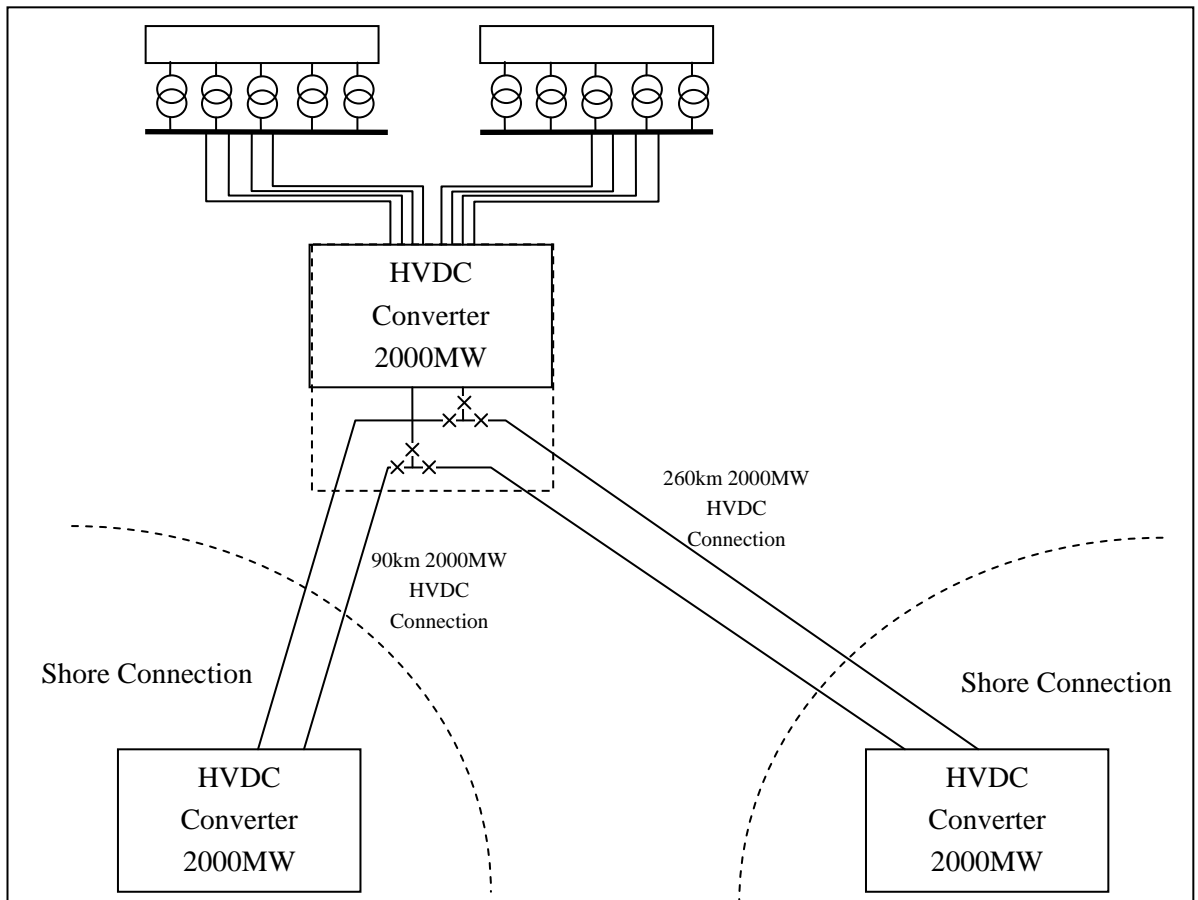 HVDC
Converter
2000MW
260km 2000MW
HVDC
Connection
90km 2000MW
HVDC
Connection
Shore Connection
Shore Connection
HVDC
Converter
2000MW
HVDC
Converter
2000MW